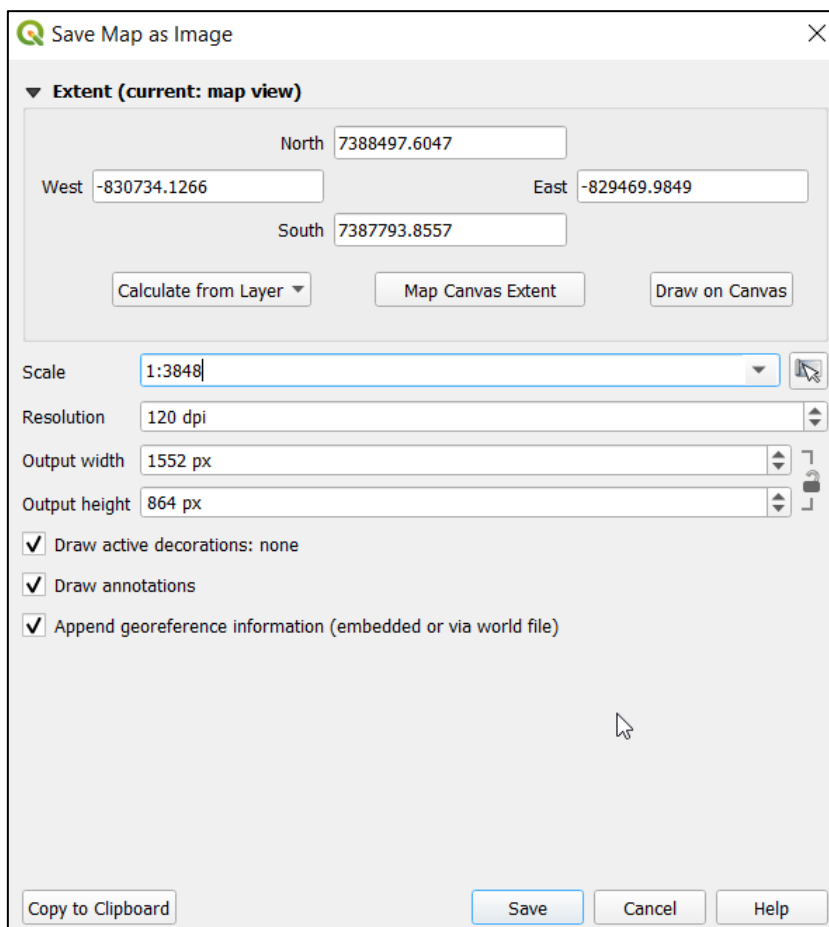 Save Map as Image
Extent (current: map view)
North 7388497.6047
West -830734.1266 East -829469.9849
South 7387793.8557
Calculate from Layer Map Canvas Extent Draw on Canvas
Scale 1:3848
Resolution 120 dpi
Output width 1552 px
Output height 864 px
Draw active decorations: none
Draw annotations
Append georeference information (embedded or via world file)
Copy to Clipboard Save Cancel Help